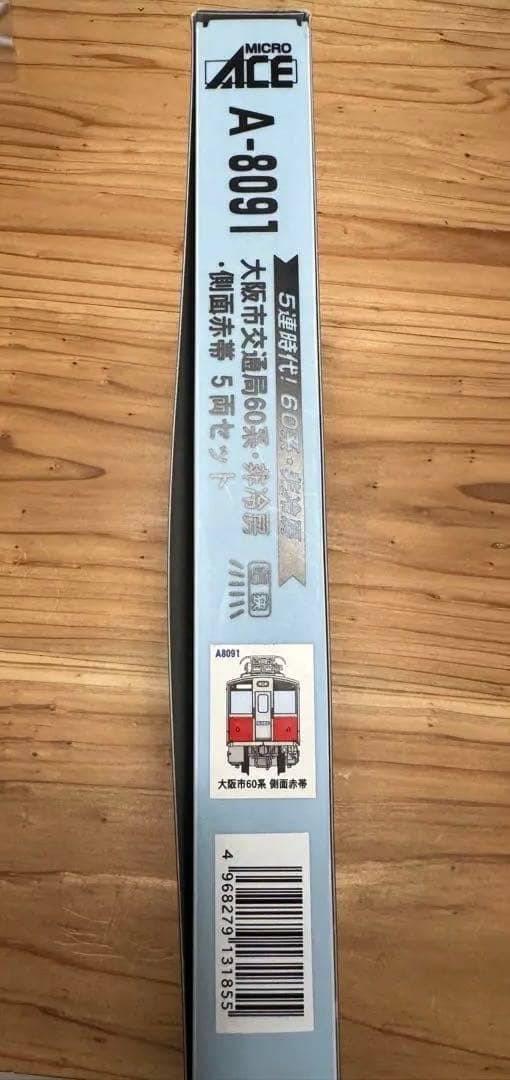 MICRO
ACE
A-8091
5連時代!60系・非冷房
大阪市交通局60系・非冷房
・側面赤帯 5両セット
A8091
大阪市60系 側面赤帯
4 968279 131855